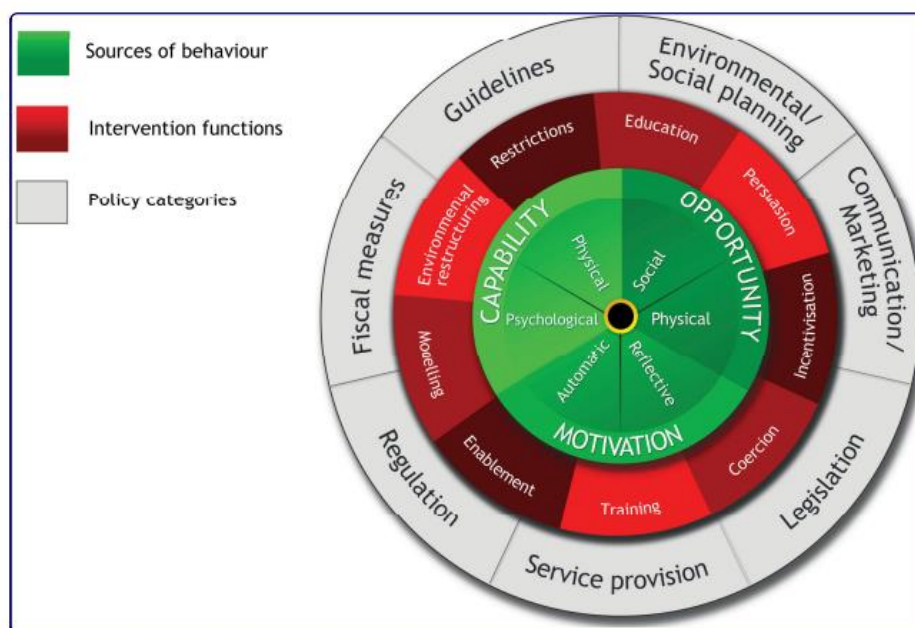 Sources of behaviour
Intervention functions
Policy categories
Guidelines
Environmental/
Social planning
Communication/
Marketing
Legislation
Service provision
Regulation
Fiscal measures
Restrictions
Education
Persuasion
Incentivisation
Coercion
Training
Enablement
Modelling
Environmental
restructuring
CAPABILITY
OPPORTUNITY
MOTIVATION
Physical
Social
Psychological
Physical
Automatic
Reflective